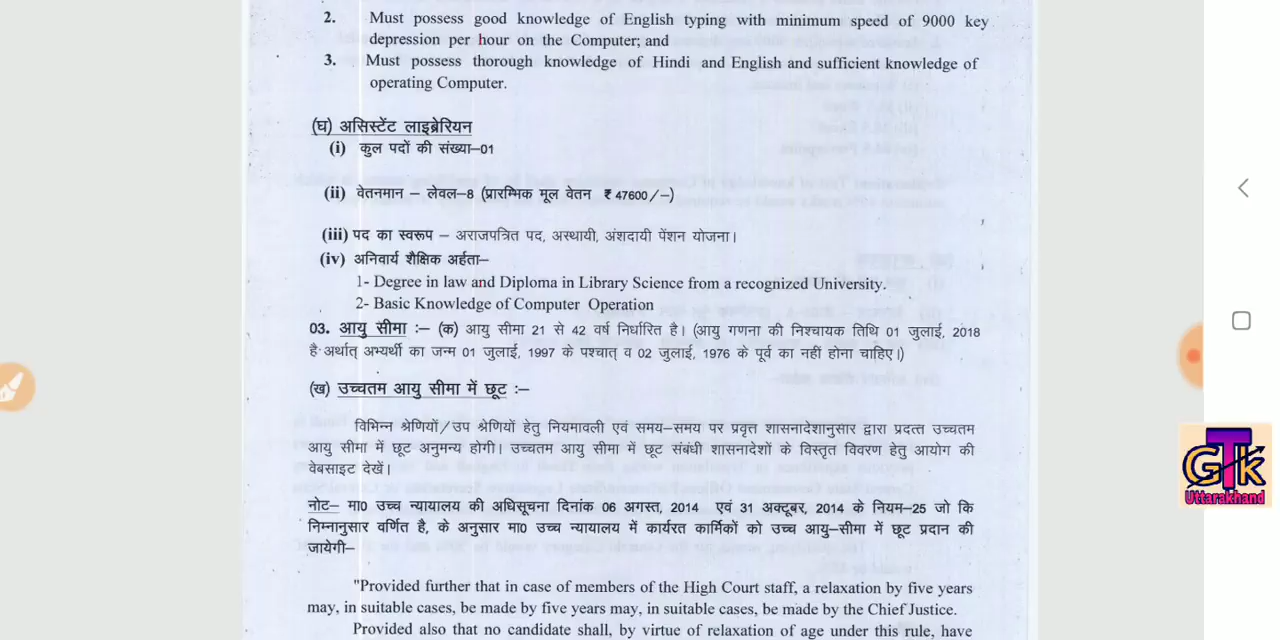 2. Must possess good knowledge of English typing with minimum speed of 9000 key
depression per hour on the Computer; and
3. Must possess thorough knowledge of Hindi and English and sufficient knowledge of
operating Computer.
(घ) असिस्टेंट लाइब्रेरियन
(i) कुल पदों की संख्या–01
(ii) वेतनमान – लेवल–8 (प्रारम्भिक मूल वेतन ₹ 47600/–)
(iii) पद का स्वरूप – अराजपत्रित पद, अस्थायी, अंशदायी पेंशन योजना।
(iv) अनिवार्य शैक्षिक अर्हता–
1- Degree in law and Diploma in Library Science from a recognized University.
2- Basic Knowledge of Computer Operation
03. आयु सीमा :– (क) आयु सीमा 21 से 42 वर्ष निर्धारित है। (आयु गणना की निश्चायक तिथि 01 जुलाई, 2018
है अर्थात् अभ्यर्थी का जन्म 01 जुलाई, 1997 के पश्चात् व 02 जुलाई, 1976 के पूर्व का नहीं होना चाहिए।)
(ख) उच्चतम आयु सीमा में छूट :–
विभिन्न श्रेणियों/उप श्रेणियों हेतु नियमावली एवं समय–समय पर प्रवृत्त शासनादेशानुसार द्वारा प्रदत्त उच्चतम
आयु सीमा में छूट अनुमन्य होगी। उच्चतम आयु सीमा में छूट संबंधी शासनादेशों के विस्तृत विवरण हेतु आयोग की
वेबसाइट देखें।
नोट– मा0 उच्च न्यायालय की अधिसूचना दिनांक 06 अगस्त, 2014 एवं 31 अक्टूबर, 2014 के नियम–25 जो कि
निम्नानुसार वर्णित है, के अनुसार मा0 उच्च न्यायालय में कार्यरत कार्मिकों को उच्च आयु–सीमा में छूट प्रदान की
जायेगी–
"Provided further that in case of members of the High Court staff, a relaxation by five years
may, in suitable cases, be made by five years may, in suitable cases, be made by the Chief Justice.
Provided also that no candidate shall, by virtue of relaxation of age under this rule, have
GTK
Uttarakhand